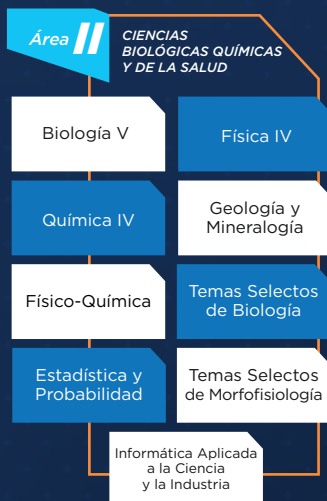 Área II
CIENCIAS
BIOLÓGICAS QUÍMICAS
Y DE LA SALUD
Biología V
Física IV
Química IV
Geología y
Mineralogía
Físico-Química
Temas Selectos
de Biología
Estadística y
Probabilidad
Temas Selectos
de Morfofisiología
Informática Aplicada
a la Ciencia
y la Industria